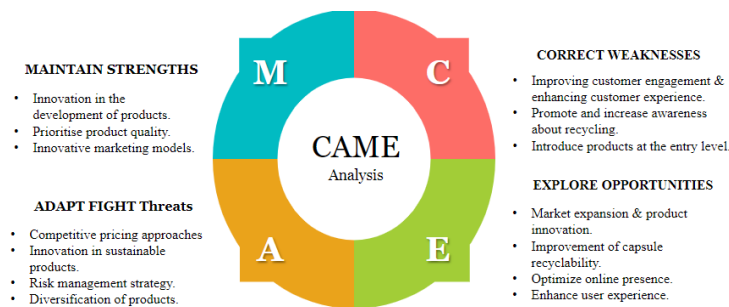 MAINTAIN STRENGTHS
• Innovation in the
development of products.
• Prioritise product quality.
• Innovative marketing models.
ADAPT FIGHT Threats
• Competitive pricing approaches
• Innovation in sustainable
products.
• Risk management strategy.
• Diversification of products.
M
C
CAME
Analysis
A
E
CORRECT WEAKNESSES
• Improving customer engagement &
enhancing customer experience.
• Promote and increase awareness
about recycling.
• Introduce products at the entry level.
EXPLORE OPPORTUNITIES
• Market expansion & product
innovation.
• Improvement of capsule
recyclability.
• Optimize online presence.
• Enhance user experience.